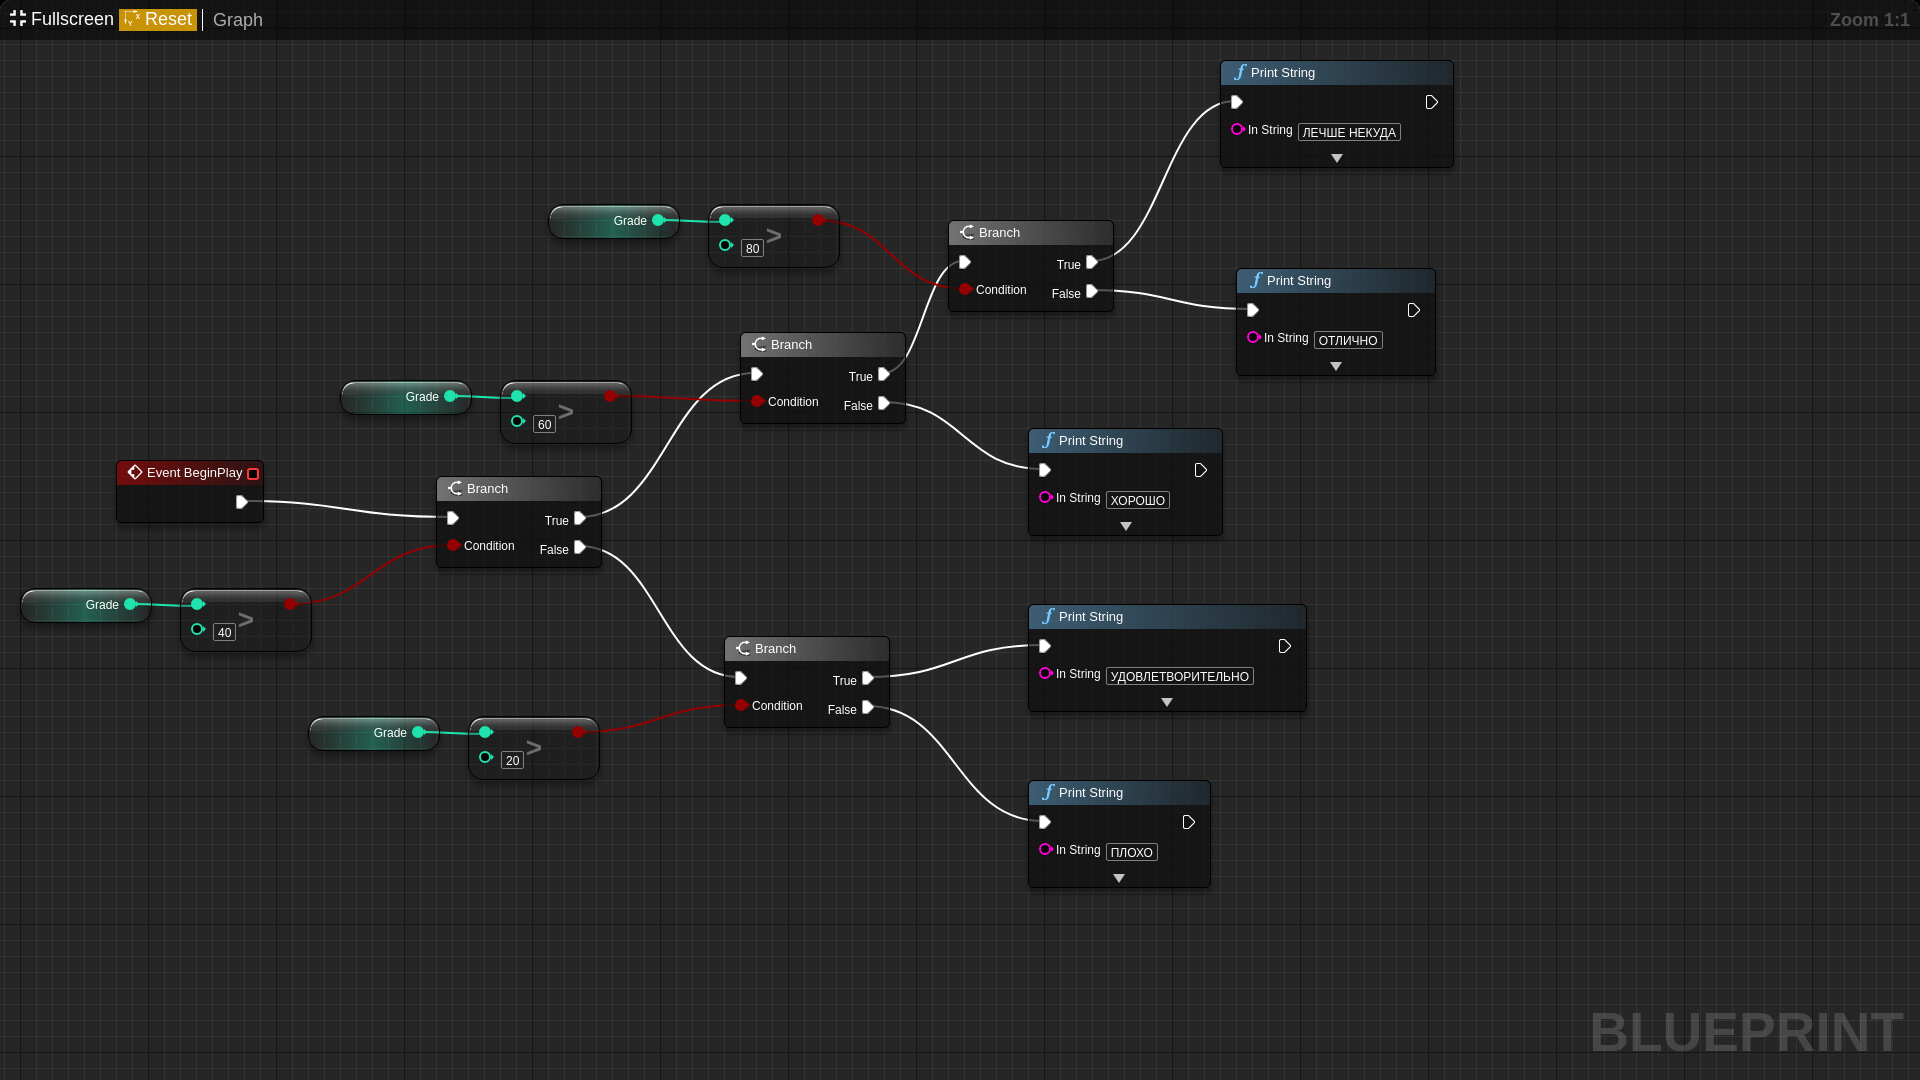 Fullscreen Reset Graph
Zoom 1:1
Print String
In String ЛЕЧШЕ НЕКУДА
Grade
>
80
Branch
True
Condition
False
Print String
In String ОТЛИЧНО
Branch
True
Condition
False
Grade
>
60
Print String
In String ХОРОШО
Event BeginPlay
Branch
True
Condition
False
Grade
>
40
Print String
In String УДОВЛЕТВОРИТЕЛЬНО
Branch
True
Condition
False
Grade
>
20
Print String
In String ПЛОХО
BLUEPRINT